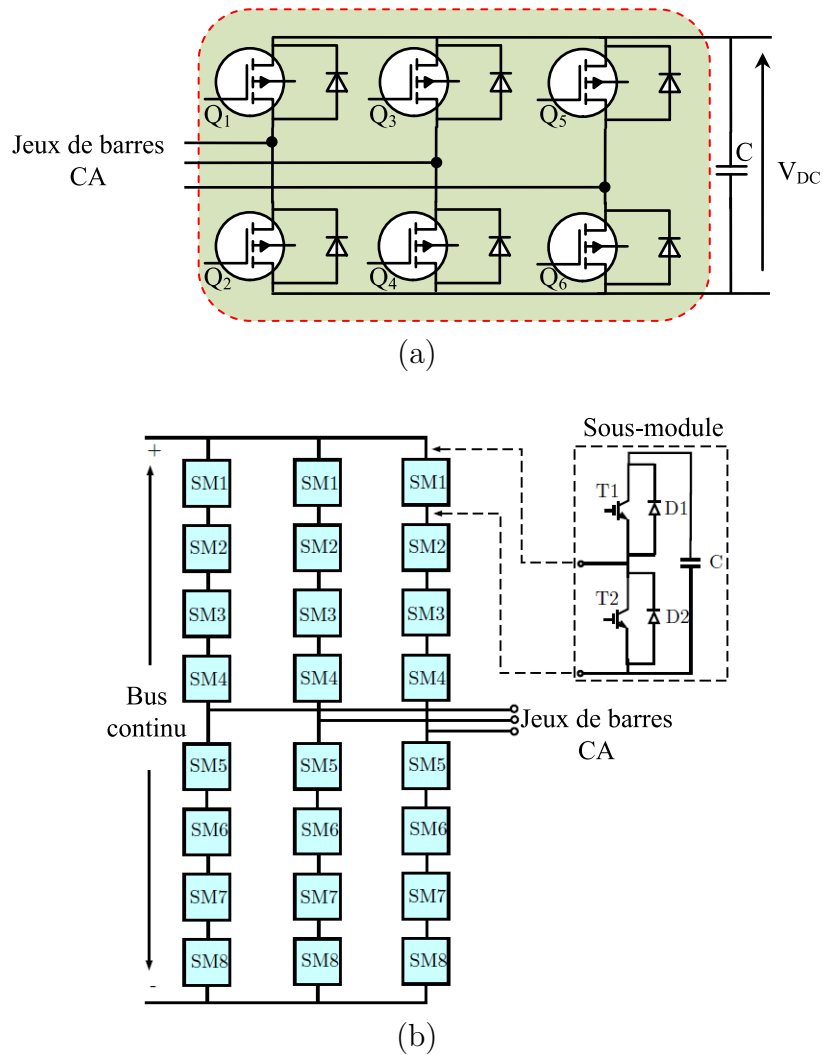 Q1
Q3
Q5
Jeux de barres
CA
C
VDC
Q2
Q4
Q6
(a)
Sous-module
+
SM1 SM1 SM1
T1
D1
SM2 SM2 SM2
C
SM3 SM3 SM3
T2
D2
SM4 SM4 SM4
Bus
continu
Jeux de barres
CA
SM5 SM5 SM5
SM6 SM6 SM6
SM7 SM7 SM7
SM8 SM8 SM8
-
(b)